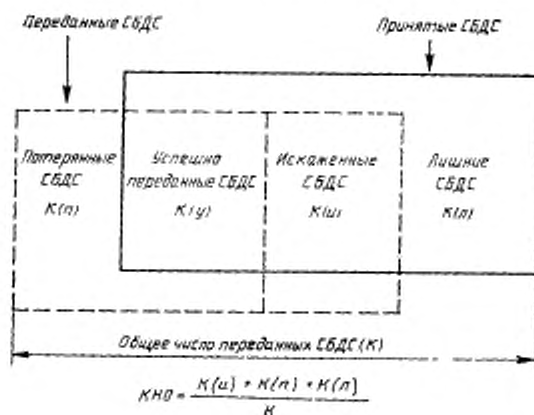 Переданные СБДС
Принятые СБДС
Потерянные
СБДС
K(п)
Успешно
переданные СБДС
K(у)
Искаженные
СБДС
K(и)
Лишние
СБДС
K(л)
Общее число переданных СБДС (K)
КНО = K(и) + K(п) + K(л)
K